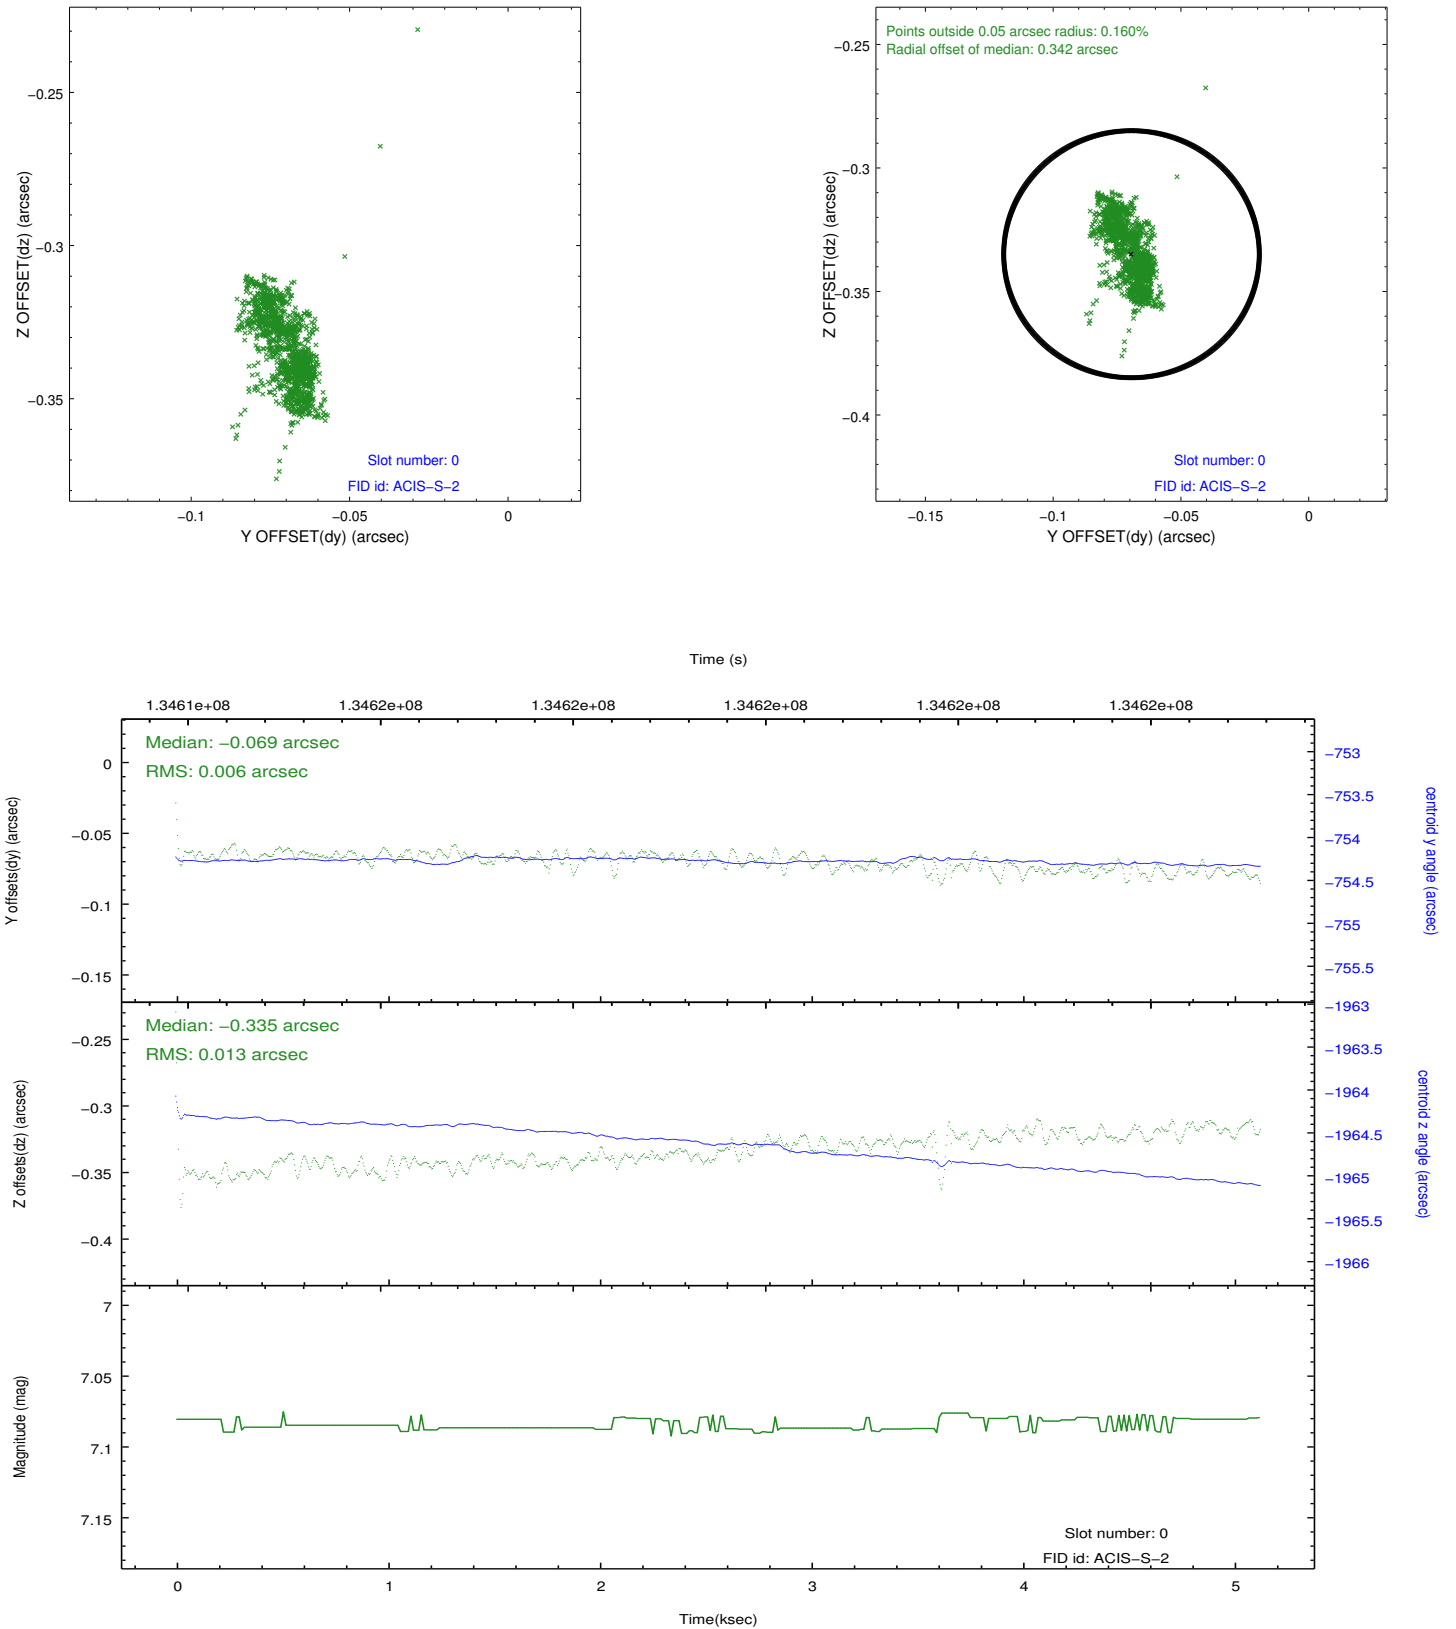 −0.25
−0.3
−0.35
Z OFFSET(dz) (arcsec)
−0.1
−0.05
0
Y OFFSET(dy) (arcsec)
Slot number: 0
FID id: ACIS−S−2
Points outside 0.05 arcsec radius: 0.160%
Radial offset of median: 0.342 arcsec
−0.25
−0.3
−0.35
−0.4
Z OFFSET(dz) (arcsec)
−0.15
−0.1
−0.05
0
Y OFFSET(dy) (arcsec)
Slot number: 0
FID id: ACIS−S−2
Time (s)
1.3461e+08
1.3462e+08
1.3462e+08
1.3462e+08
1.3462e+08
1.3462e+08
Median: −0.069 arcsec
RMS: 0.006 arcsec
0
−0.05
−0.1
−0.15
Y offsets(dy) (arcsec)
−753
−753.5
−754
−754.5
−755
−755.5
centroid y angle (arcsec)
Median: −0.335 arcsec
RMS: 0.013 arcsec
−0.25
−0.3
−0.35
−0.4
Z offsets(dz) (arcsec)
−1963
−1963.5
−1964
−1964.5
−1965
−1965.5
−1966
centroid z angle (arcsec)
7
7.05
7.1
7.15
Magnitude (mag)
Slot number: 0
FID id: ACIS−S−2
0
1
2
3
4
5
Time(ksec)